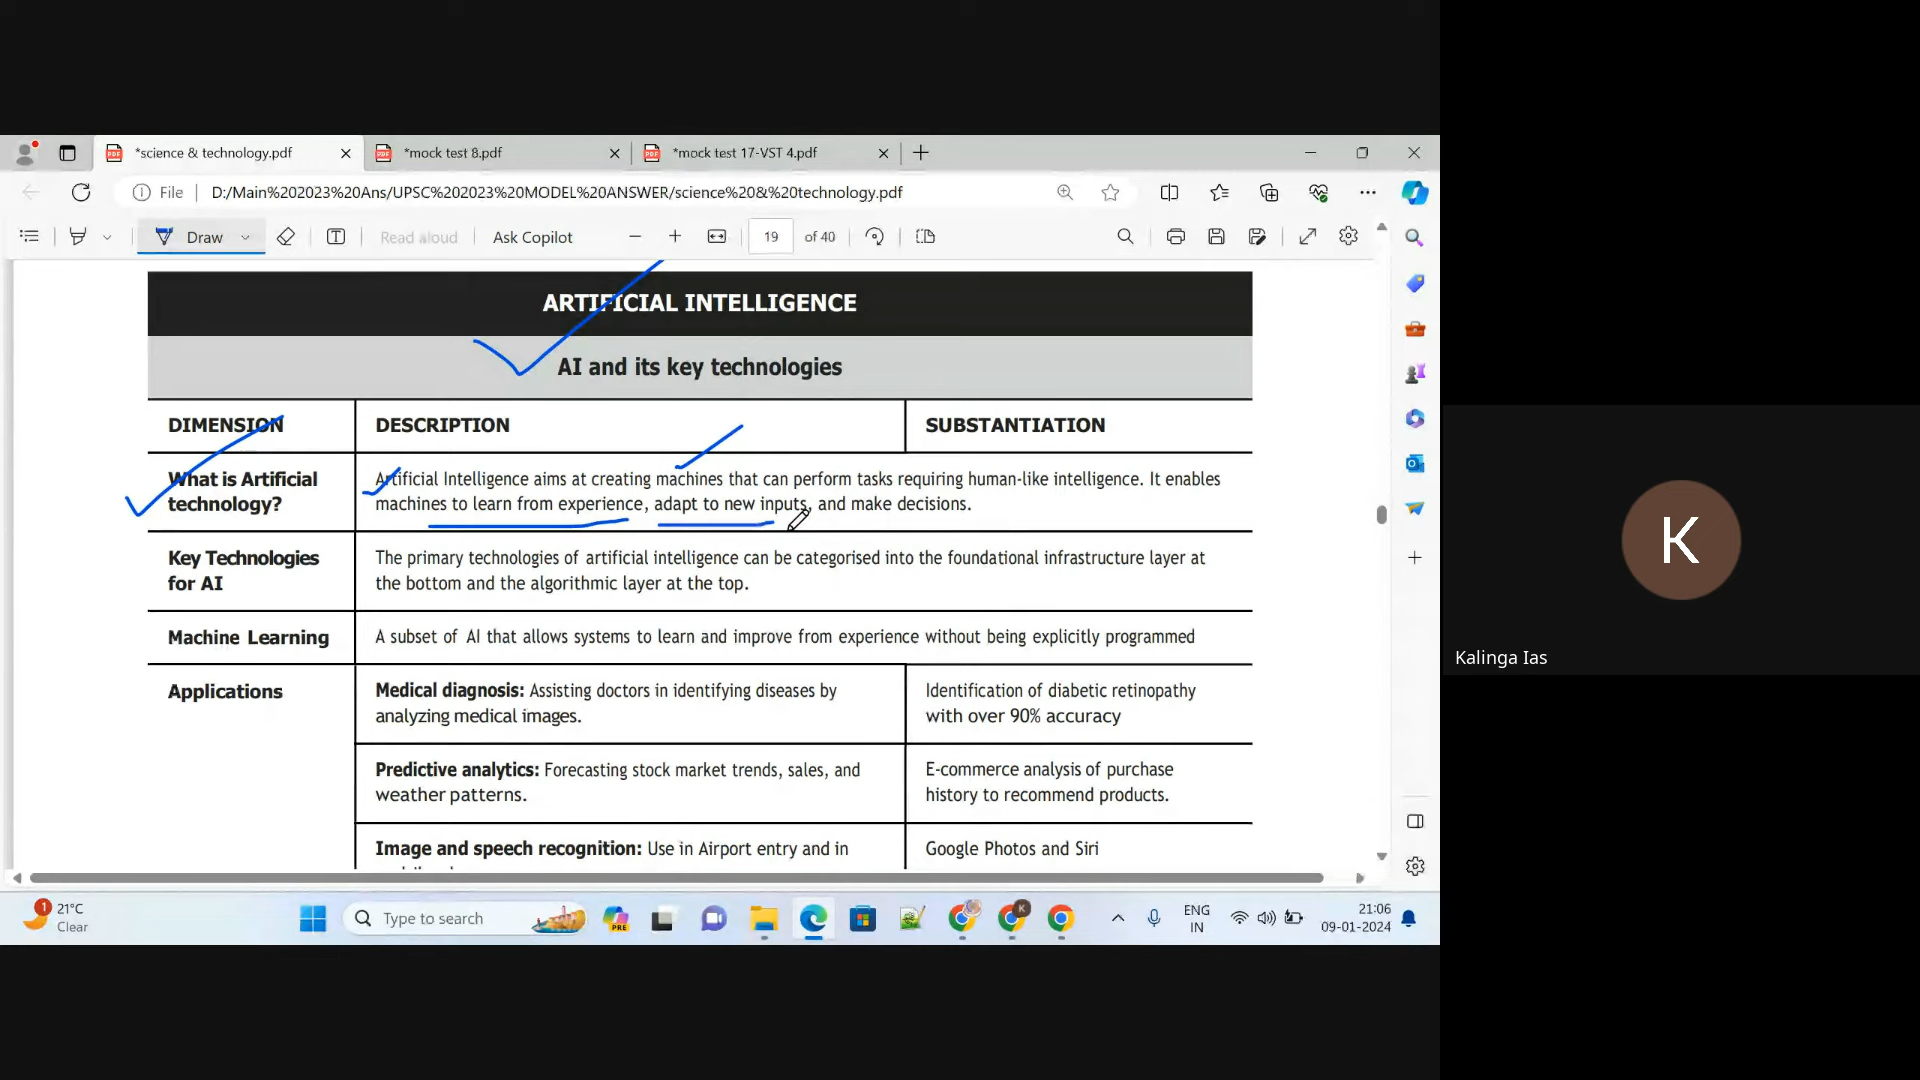 *science & technology.pdf
*mock test 8.pdf
*mock test 17-VST 4.pdf
File
D:/Main%202023%20Ans/UPSC%202023%20MODEL%20ANSWER/science%20&%20technology.pdf
Draw
Read aloud
Ask Copilot
19
of 40
ARTIFICIAL INTELLIGENCE
AI and its key technologies
DIMENSION
DESCRIPTION
SUBSTANTIATION
What is Artificial
technology?
Artificial Intelligence aims at creating machines that can perform tasks requiring human-like intelligence. It enables
machines to learn from experience, adapt to new inputs, and make decisions.
Key Technologies
for AI
The primary technologies of artificial intelligence can be categorised into the foundational infrastructure layer at
the bottom and the algorithmic layer at the top.
Machine Learning
A subset of AI that allows systems to learn and improve from experience without being explicitly programmed
Applications
Medical diagnosis: Assisting doctors in identifying diseases by
analyzing medical images.
Identification of diabetic retinopathy
with over 90% accuracy
Predictive analytics: Forecasting stock market trends, sales, and
weather patterns.
E-commerce analysis of purchase
history to recommend products.
Image and speech recognition: Use in Airport entry and in
Google Photos and Siri
1
21°C
Clear
Type to search
PRE
K
ENG
IN
21:06
09-01-2024
K
Kalinga Ias